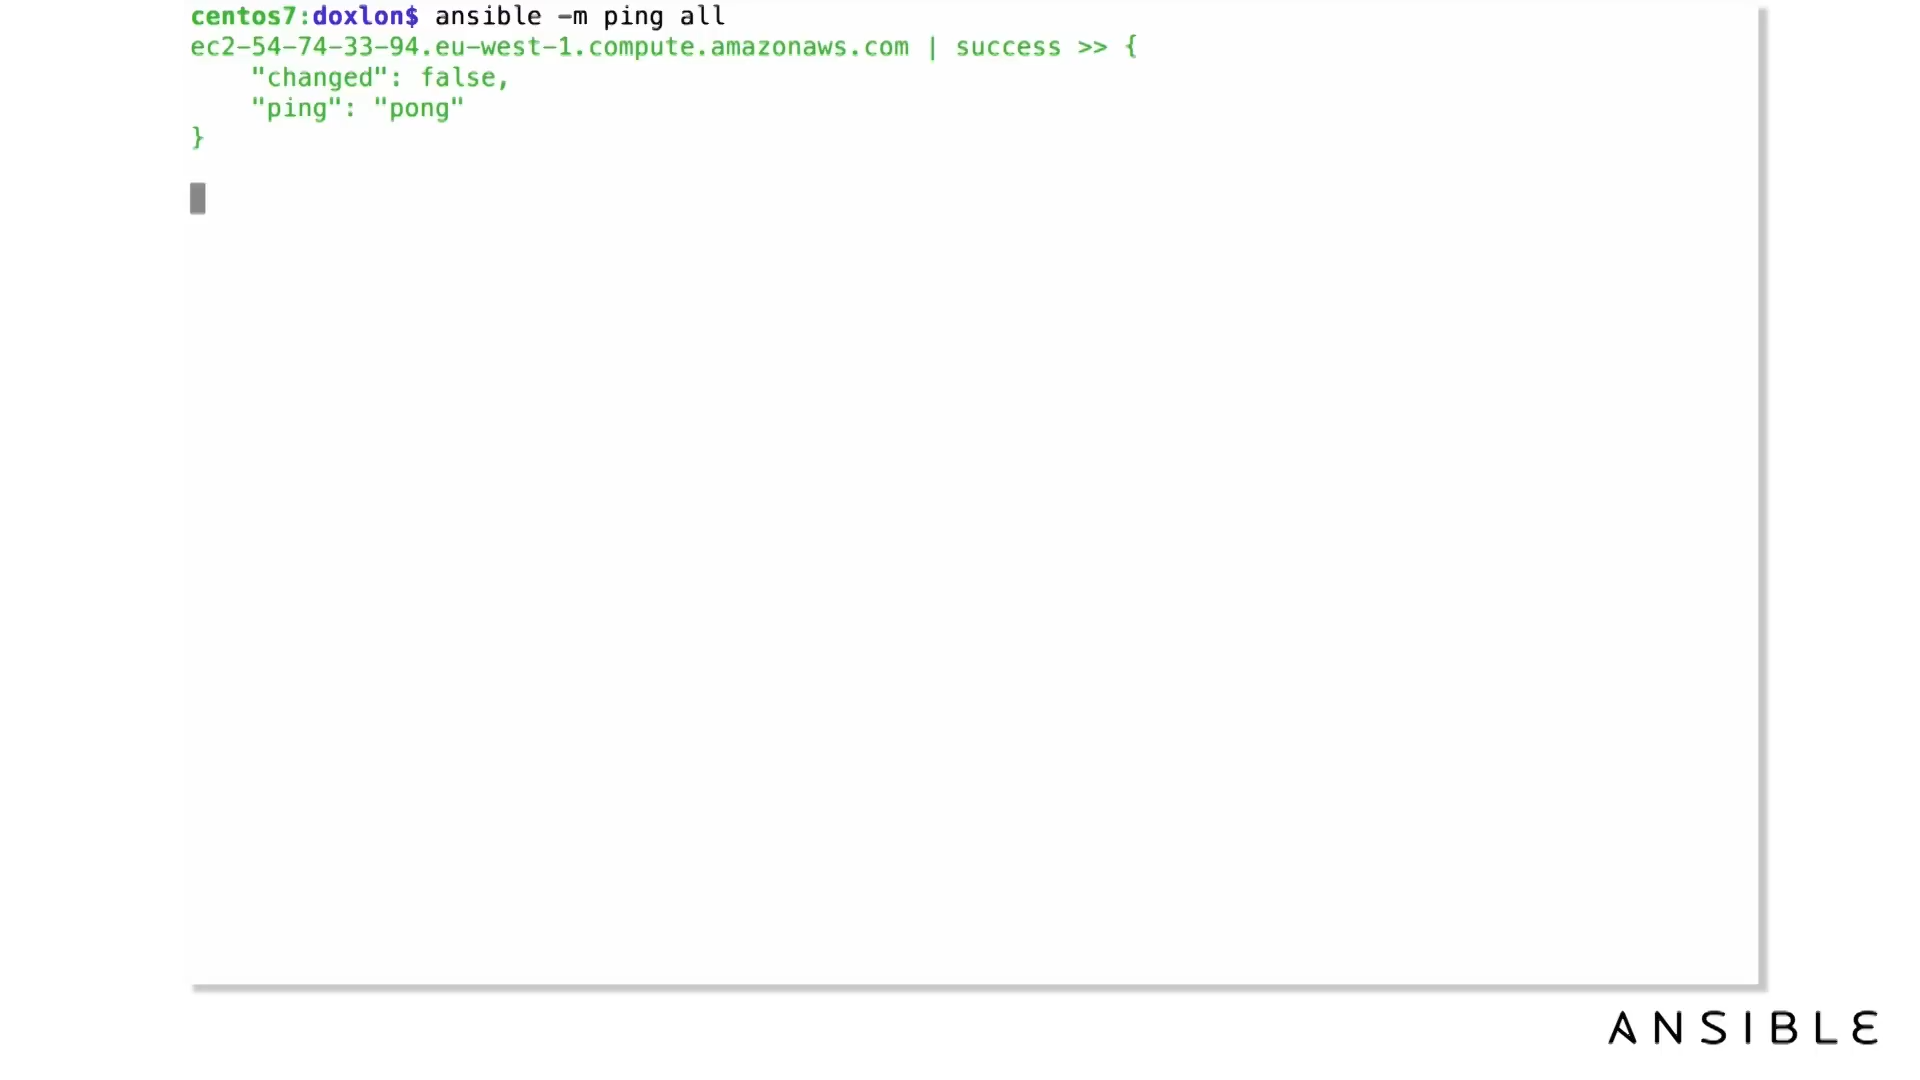 centos7:doxlon$ ansible -m ping all
ec2-54-74-33-94.eu-west-1.compute.amazonaws.com | success >> {
    "changed": false,
    "ping": "pong"
}
ANSIBLE